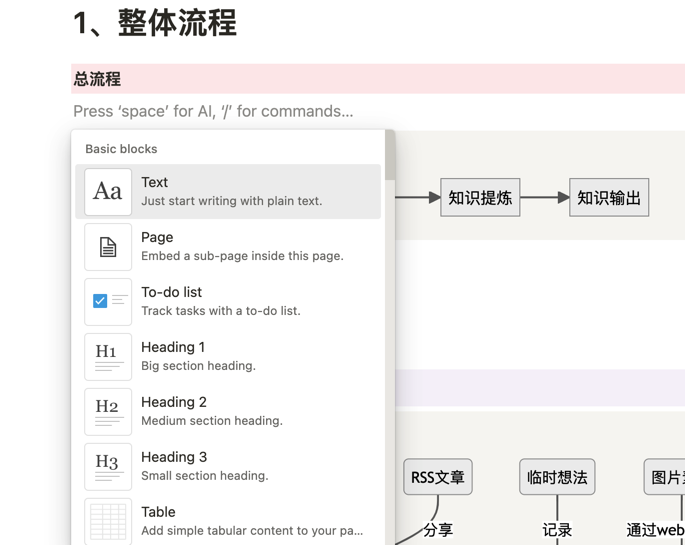 1、整体流程
总流程
Press ‘space’ for AI, ‘/’ for commands…
Basic blocks
Aa
Text
Just start writing with plain text.
Page
Embed a sub-page inside this page.
To-do list
Track tasks with a to-do list.
H1
Heading 1
Big section heading.
H2
Heading 2
Medium section heading.
H3
Heading 3
Small section heading.
Table
Add simple tabular content to your pa…
知识提炼
知识输出
RSS文章
临时想法
图片
分享
记录
通过web